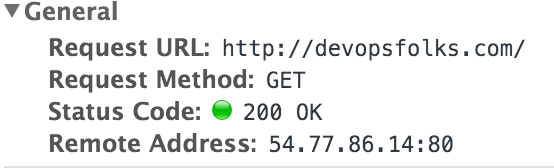 General
Request URL: http://devopsfolks.com/
Request Method: GET
Status Code: 200 OK
Remote Address: 54.77.86.14:80